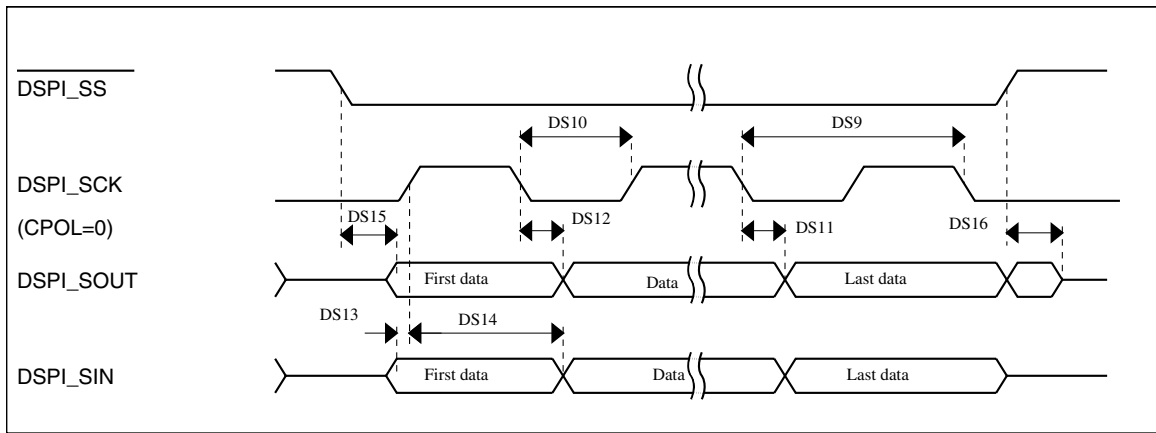 DSPI_SS
DS10
DS9
DSPI_SCK
(CPOL=0)
DS15
DS12
DS11
DS16
DSPI_SOUT
First data
Data
Last data
DS13
DS14
DSPI_SIN
First data
Data
Last data